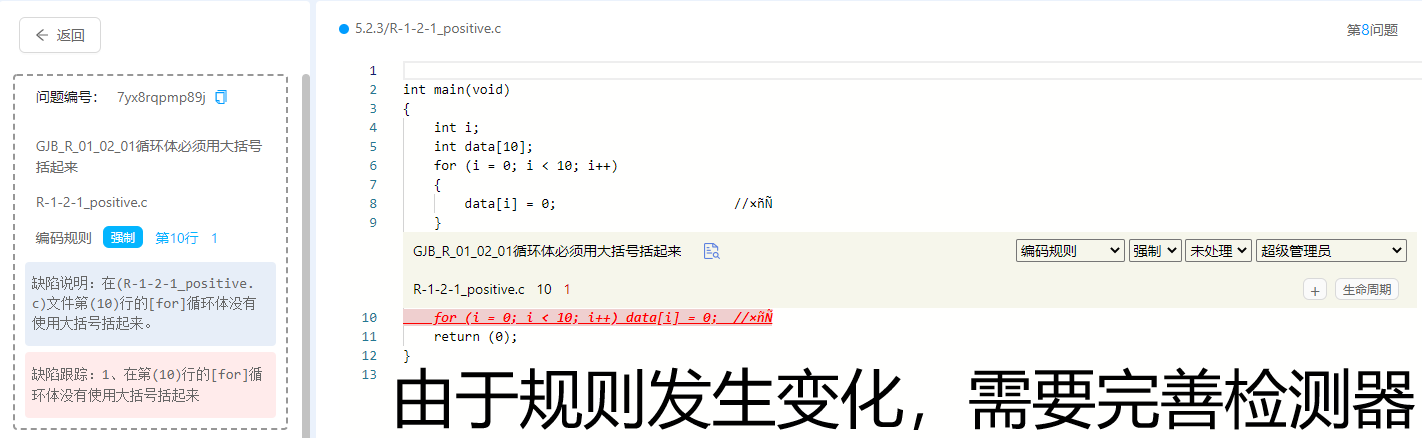 返回
问题编号： 7yx8rqpmp89j
GJB_R_01_02_01循环体必须用大括号
括起来
R-1-2-1_positive.c
编码规则 强制 第10行 1
缺陷说明：在(R-1-2-1_positive.
c)文件第(10)行的[for]循环体没有
使用大括号括起来。
缺陷跟踪：1、在第(10)行的[for]循
环体没有使用大括号括起来
5.2.3/R-1-2-1_positive.c 第8问题
1
2 int main(void)
3 {
4 int i;
5 int data[10];
6 for (i = 0; i < 10; i++)
7 {
8 data[i] = 0; //×ñÑ
9 }
GJB_R_01_02_01循环体必须用大括号括起来 编码规则 强制 未处理 超级管理员
R-1-2-1_positive.c 10 1 + 生命周期
10 for (i = 0; i < 10; i++) data[i] = 0; //×ñÑ
11 return (0);
12 }
13
由于规则发生变化，需要完善检测器